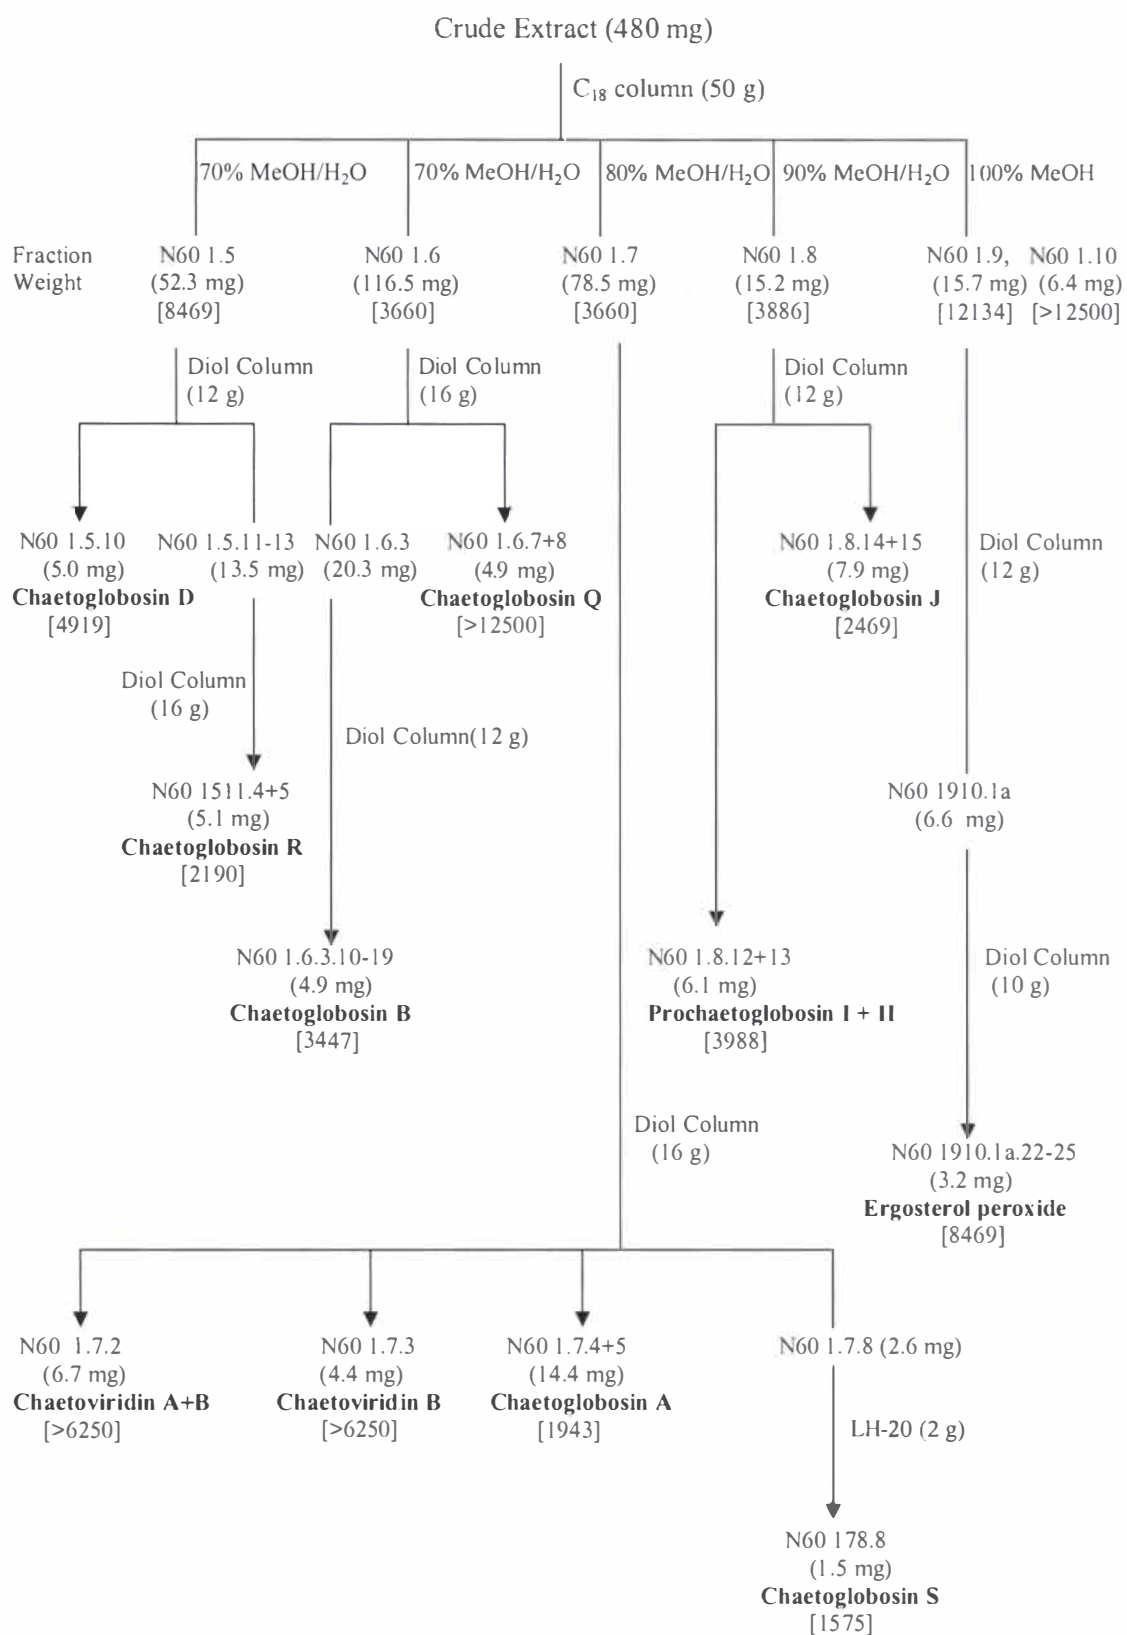 Crude Extract (480 mg)
C₁₈ column (50 g)
70% MeOH/H₂O
70% MeOH/H₂O
80% MeOH/H₂O
90% MeOH/H₂O
100% MeOH
Fraction
Weight
N60 1.5
(52.3 mg)
[8469]
N60 1.6
(116.5 mg)
[3660]
N60 1.7
(78.5 mg)
[3660]
N60 1.8
(15.2 mg)
[3886]
N60 1.9,
(15.7 mg)
[12134]
N60 1.10
(6.4 mg)
[>12500]
Diol Column
(12 g)
Diol Column
(16 g)
Diol Column
(12 g)
N60 1.5.10
(5.0 mg)
Chaetoglobosin D
[4919]
N60 1.5.11-13
(13.5 mg)
N60 1.6.3
(20.3 mg)
N60 1.6.7+8
(4.9 mg)
Chaetoglobosin Q
[>12500]
N60 1.8.14+15
(7.9 mg)
Chaetoglobosin J
[2469]
Diol Column
(12 g)
Diol Column
(16 g)
Diol Column(12 g)
N60 1511.4+5
(5.1 mg)
Chaetoglobosin R
[2190]
N60 1910.1a
(6.6 mg)
N60 1.6.3.10-19
(4.9 mg)
Chaetoglobosin B
[3447]
N60 1.8.12+13
(6.1 mg)
Prochaetoglobosin I + II
[3988]
Diol Column
(10 g)
Diol Column
(16 g)
N60 1910.1a.22-25
(3.2 mg)
Ergosterol peroxide
[8469]
N60 1.7.2
(6.7 mg)
Chaetoviridin A+B
[>6250]
N60 1.7.3
(4.4 mg)
Chaetoviridin B
[>6250]
N60 1.7.4+5
(14.4 mg)
Chaetoglobosin A
[1943]
N60 1.7.8 (2.6 mg)
LH-20 (2 g)
N60 178.8
(1.5 mg)
Chaetoglobosin S
[1575]